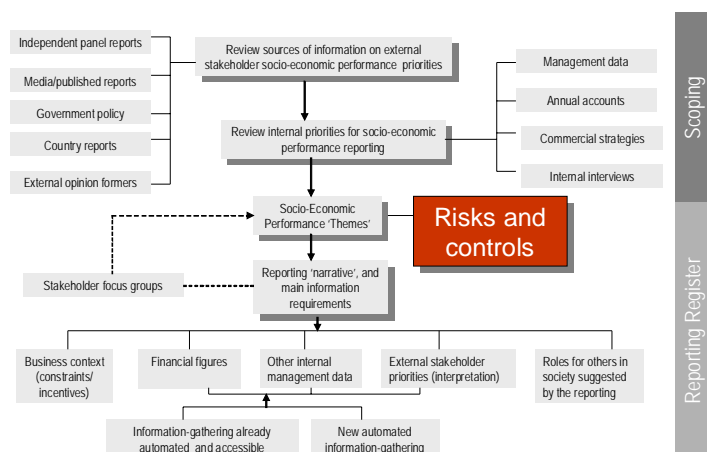 Independent panel reports
Media/published reports
Government policy
Country reports
External opinion formers
Review sources of information on external
stakeholder socio-economic performance priorities
Review internal priorities for socio-economic
performance reporting
Management data
Annual accounts
Commercial strategies
Internal interviews
Scoping
Socio-Economic
Performance ‘Themes’
Risks and
controls
Stakeholder focus groups
Reporting ‘narrative’, and
main information
requirements
Reporting Register
Business context
(constraints/
incentives)
Financial figures
Other internal
management data
External stakeholder
priorities (interpretation)
Roles for others in
society suggested
by the reporting
Information-gathering already
automated and accessible
New automated
information-gathering